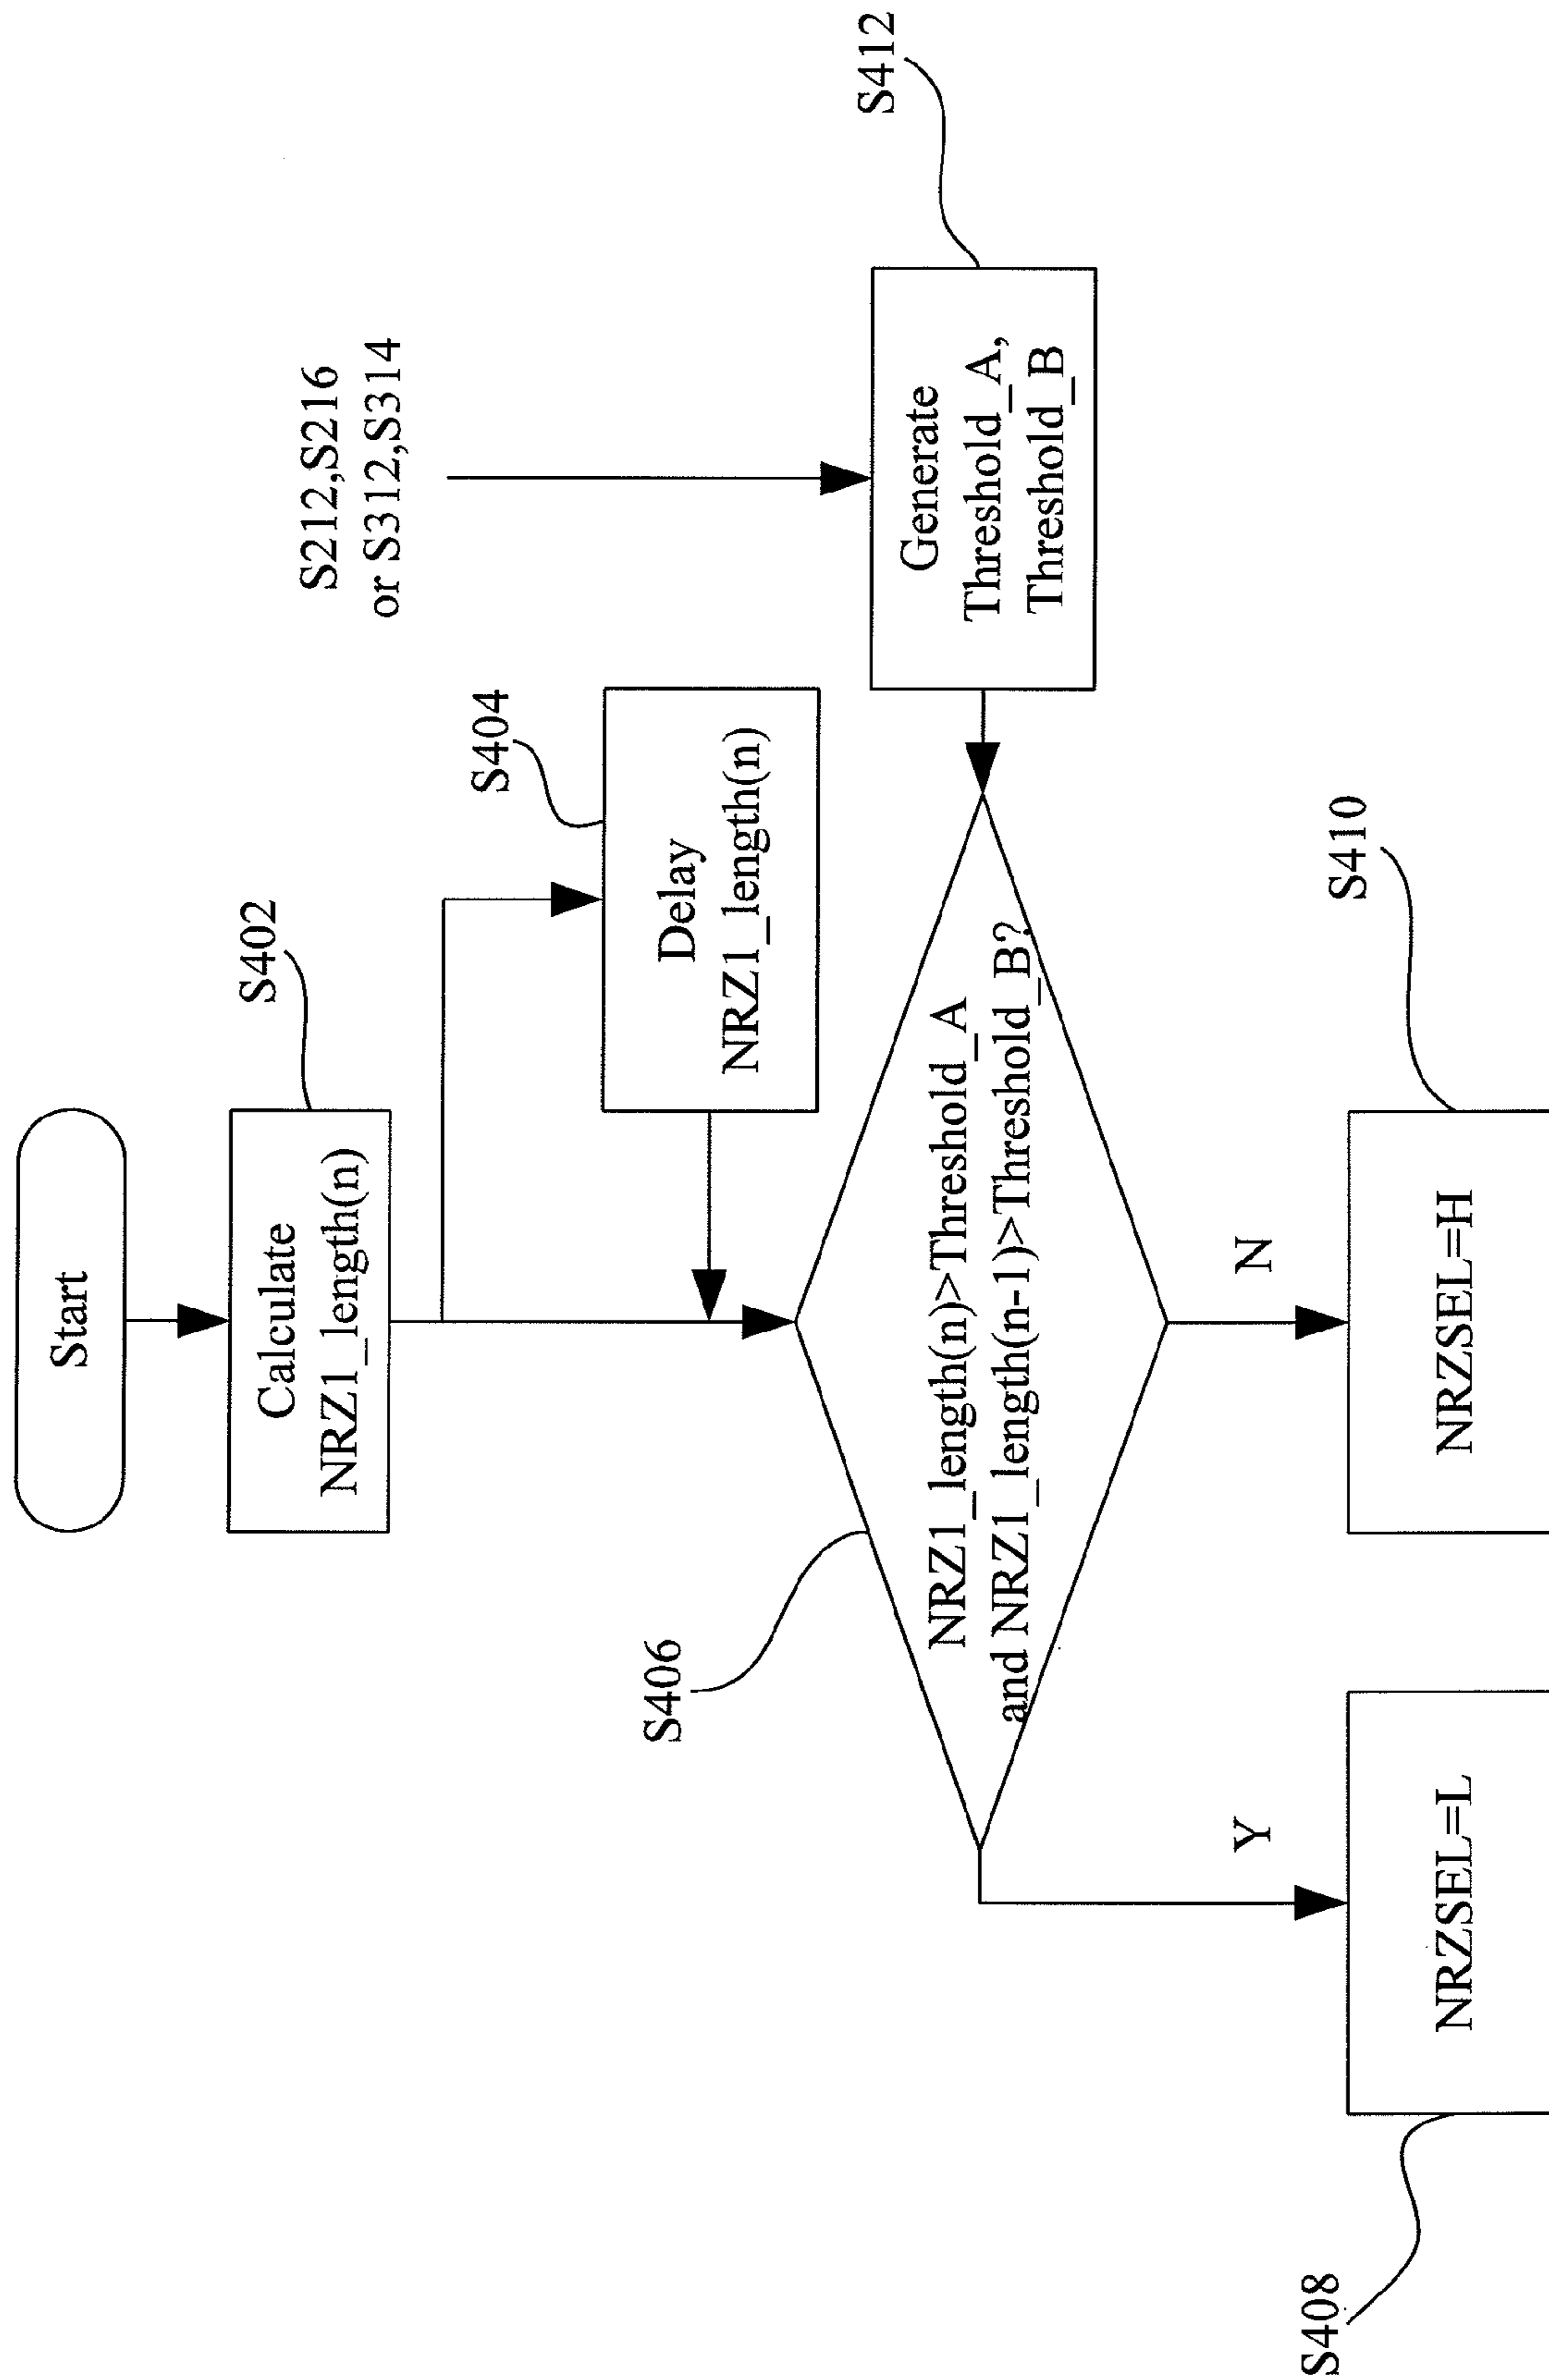 Start
Calculate
NRZ1_length(n)
S402
Delay
NRZ1_length(n)
S404
S212,S216
or S312,S314
Generate
Threshold_A,
Threshold_B
S412
S406
NRZ1_length(n)>Threshold_A
and NRZ1_length(n-1)>Threshold_B?
Y
N
NRZSEL=L
S408
NRZSEL=H
S410